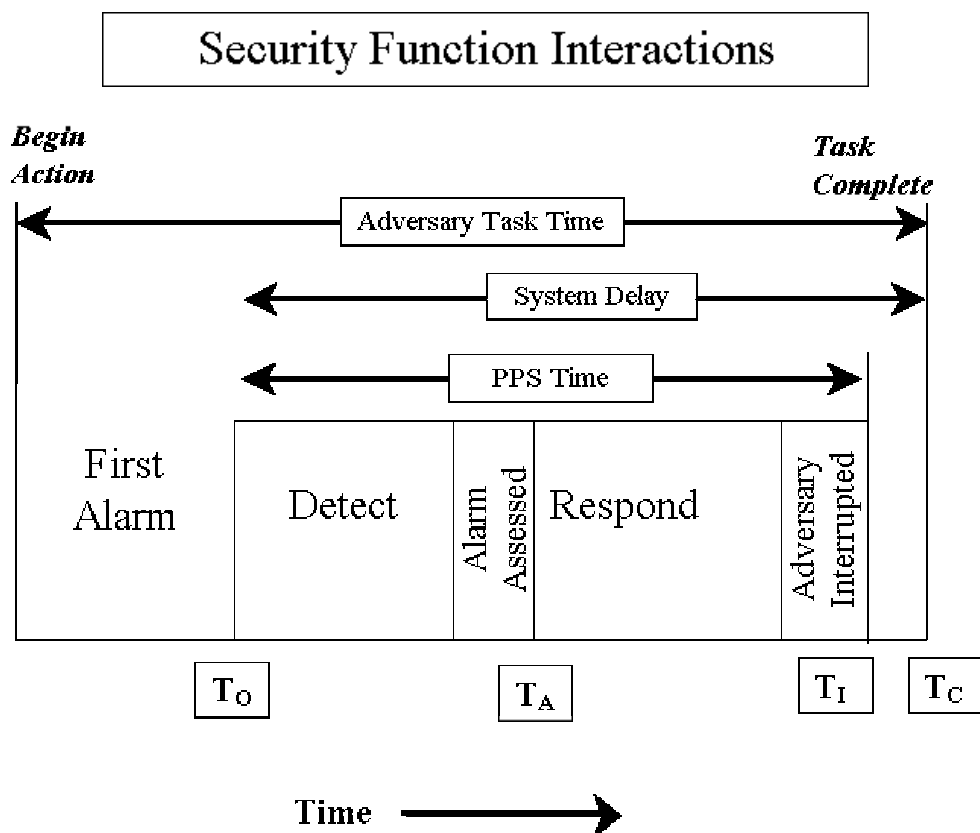 Security Function Interactions
Begin
Action
Task
Complete
Adversary Task Time
System Delay
PPS Time
First
Alarm
Detect
Alarm
Assessed
Respond
Adversary
Interrupted
TO
TA
TI
TC
Time